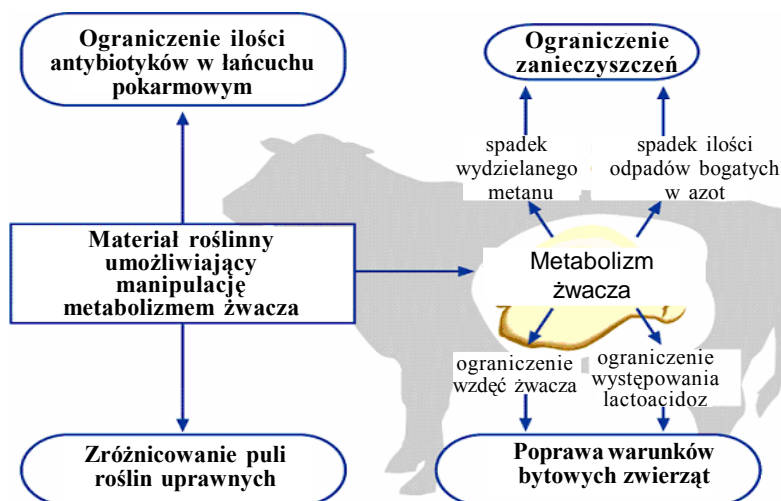 Ograniczenie ilości
antybiotyków w łańcuchu
pokarmowym
Ograniczenie
zanieczyszczeń
spadek
wydzielanego
metanu
spadek ilości
odpadów bogatych
w azot
Materiał roślinny
umożliwiający
manipulację
metabolizmem żwacza
Metabolizm
żwacza
ograniczenie
wzdęć żwacza
ograniczenie
występowania
lactoacidoz
Zróżnicowanie puli
roślin uprawnych
Poprawa warunków
bytowych zwierząt